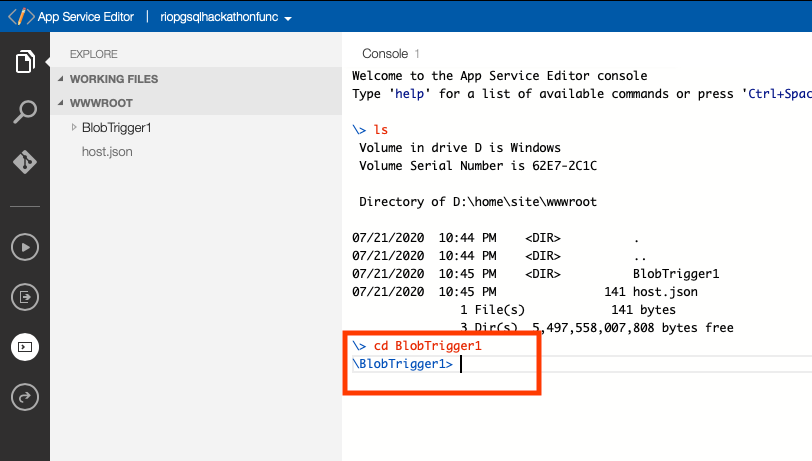 App Service Editor | riopgsqlhackathonfunc
EXPLORE
WORKING FILES
WWWROOT
BlobTrigger1
host.json
Console 1
Welcome to the App Service Editor console
Type 'help' for a list of available commands or press 'Ctrl+Spac
\> ls
Volume in drive D is Windows
Volume Serial Number is 62E7-2C1C
Directory of D:\home\site\wwwroot
07/21/2020 10:44 PM <DIR> .
07/21/2020 10:44 PM <DIR> ..
07/21/2020 10:45 PM <DIR> BlobTrigger1
07/21/2020 10:45 PM 141 host.json
1 File(s) 141 bytes
3 Dir(s) 5,497,558,007,808 bytes free
\> cd BlobTrigger1
\BlobTrigger1>